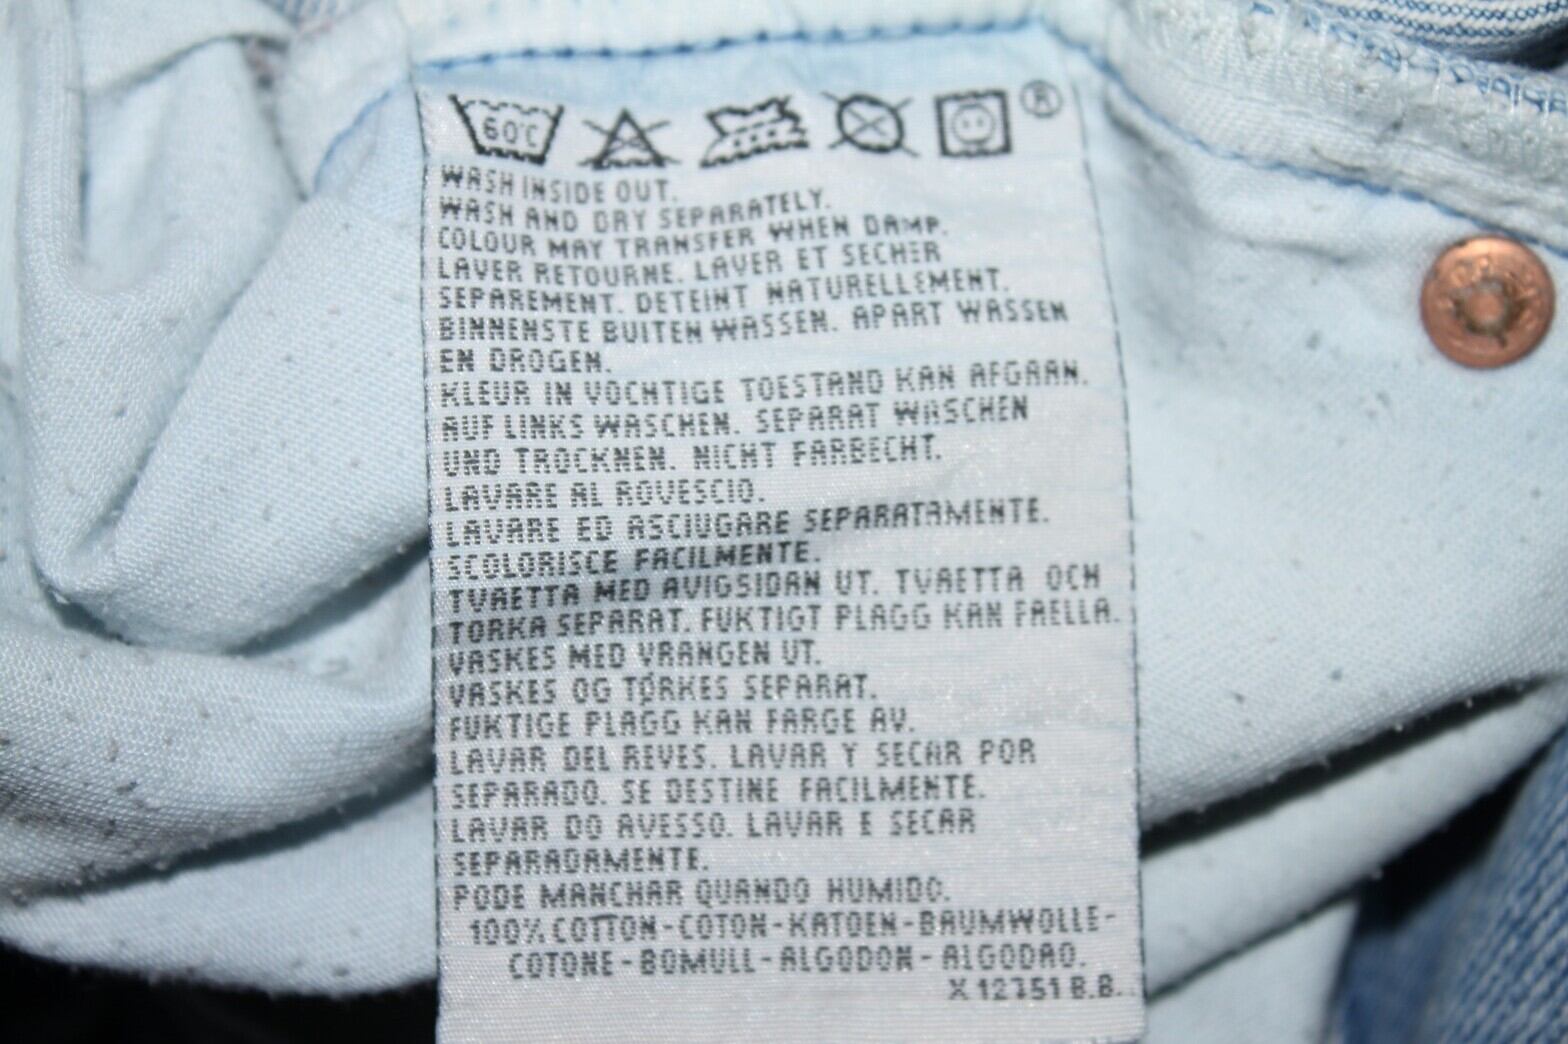 60°C
®
WASH INSIDE OUT.
WASH AND DRY SEPARATELY.
COLOUR MAY TRANSFER WHEN DAMP.
LAVER RETOURNE. LAVER ET SECHER
SEPAREMENT. DETEINT NATURELLEMENT.
BINNENSTE BUITEN WASSEN. APART WASSEN
EN DROGEN.
KLEUR IN VOCHTIGE TOESTAND KAN AFGAAN.
AUF LINKS WASCHEN. SEPARAT WASCHEN
UND TROCKNEN. NICHT FARBECHT.
LAVARE AL ROVESCIO.
LAVARE ED ASCIUGARE SEPARATAMENTE.
SCOLORISCE FACILMENTE.
TVAETTA MED AVIGSIDAN UT. TVAETTA OCH
TORKA SEPARAT. FUKTIGT PLAGG KAN FAELLA.
VASKES MED VRANGEN UT.
VASKES OG TØRKES SEPARAT.
FUKTIGE PLAGG KAN FARGE AV.
LAVAR DEL REVES. LAVAR Y SECAR POR
SEPARADO. SE DESTINE FACILMENTE.
LAVAR DO AVESSO. LAVAR E SECAR
SEPARADAMENTE.
PODE MANCHAR QUANDO HUMIDO.
100% COTTON-COTON-KATOEN-BAUMWOLLE-
COTONE-BOMULL-ALGODON-ALGODAO.
B.B.